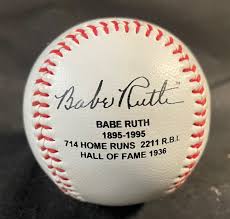 Babe Ruth
BABE RUTH
1895-1995
714 HOME RUNS 2211 R.B.I.
HALL OF FAME 1936